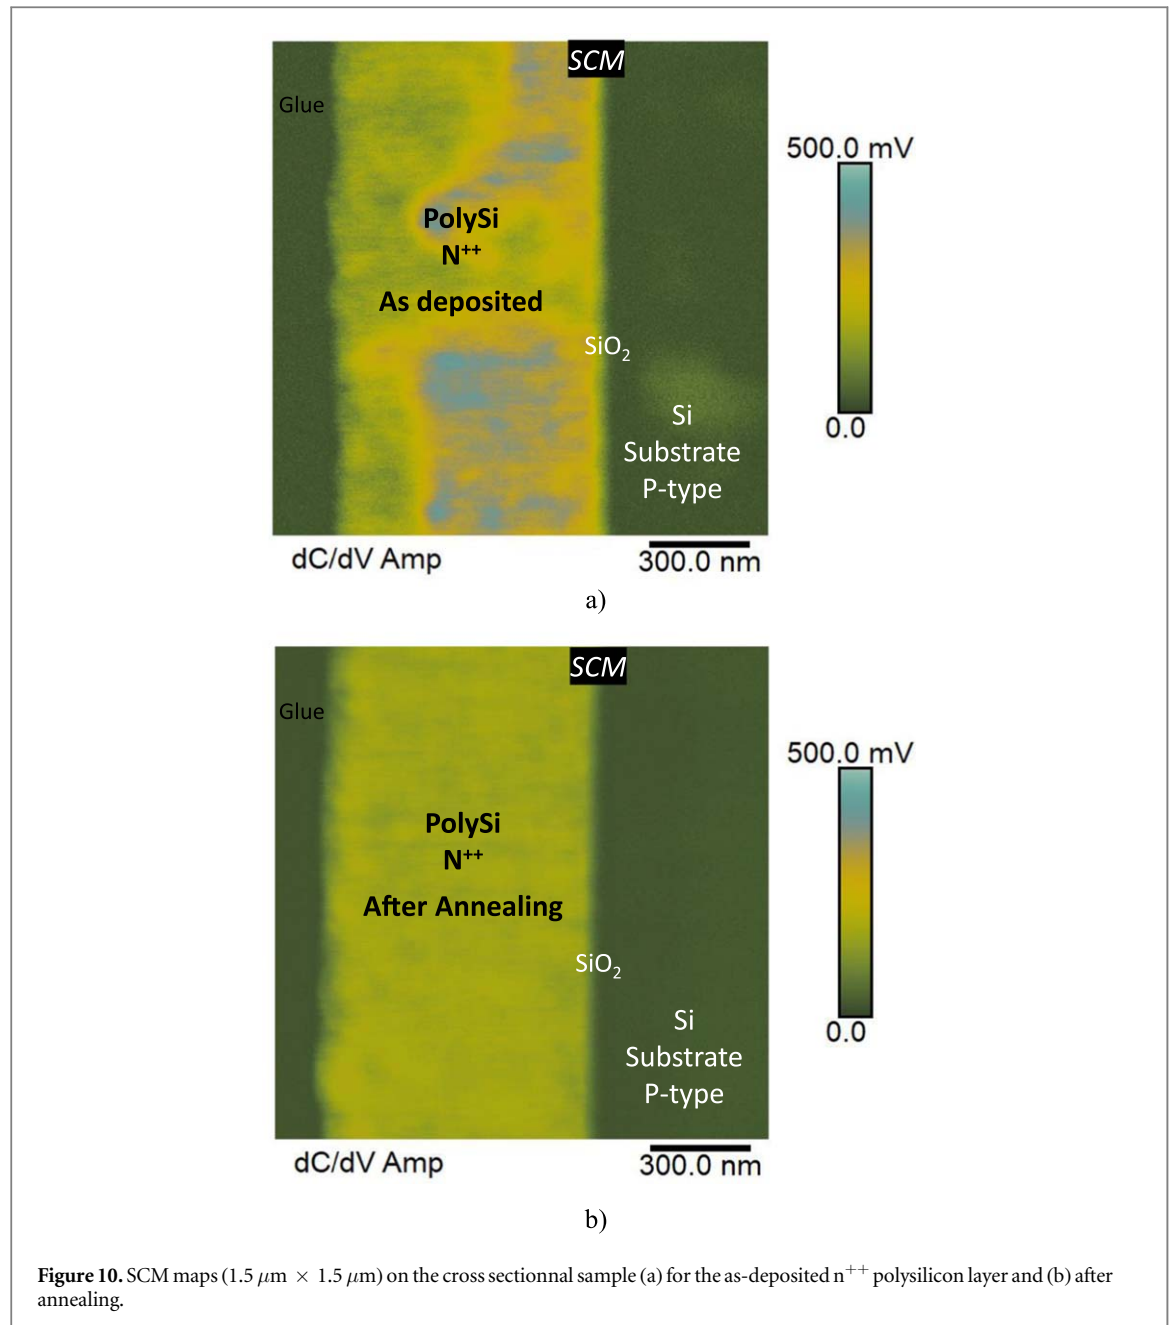 SCM
Glue
500.0 mV
PolySi
N⁺⁺
As deposited
SiO₂
Si
Substrate
P-type
0.0
dC/dV Amp
300.0 nm
a)
SCM
Glue
500.0 mV
PolySi
N⁺⁺
After Annealing
SiO₂
Si
Substrate
P-type
0.0
dC/dV Amp
300.0 nm
b)
Figure 10. SCM maps (1.5 μm × 1.5 μm) on the cross sectionnal sample (a) for the as-deposited n⁺⁺ polysilicon layer and (b) after
annealing.